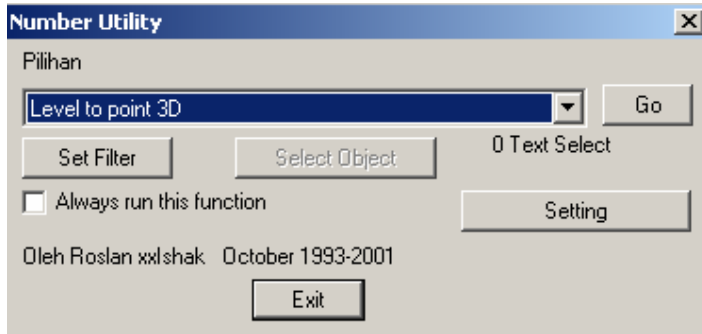 Number Utility
Pilihan
Level to point 3D
Go
Set Filter
Select Object
0 Text Select
Always run this function
Setting
Oleh Roslan xxIshak October 1993-2001
Exit